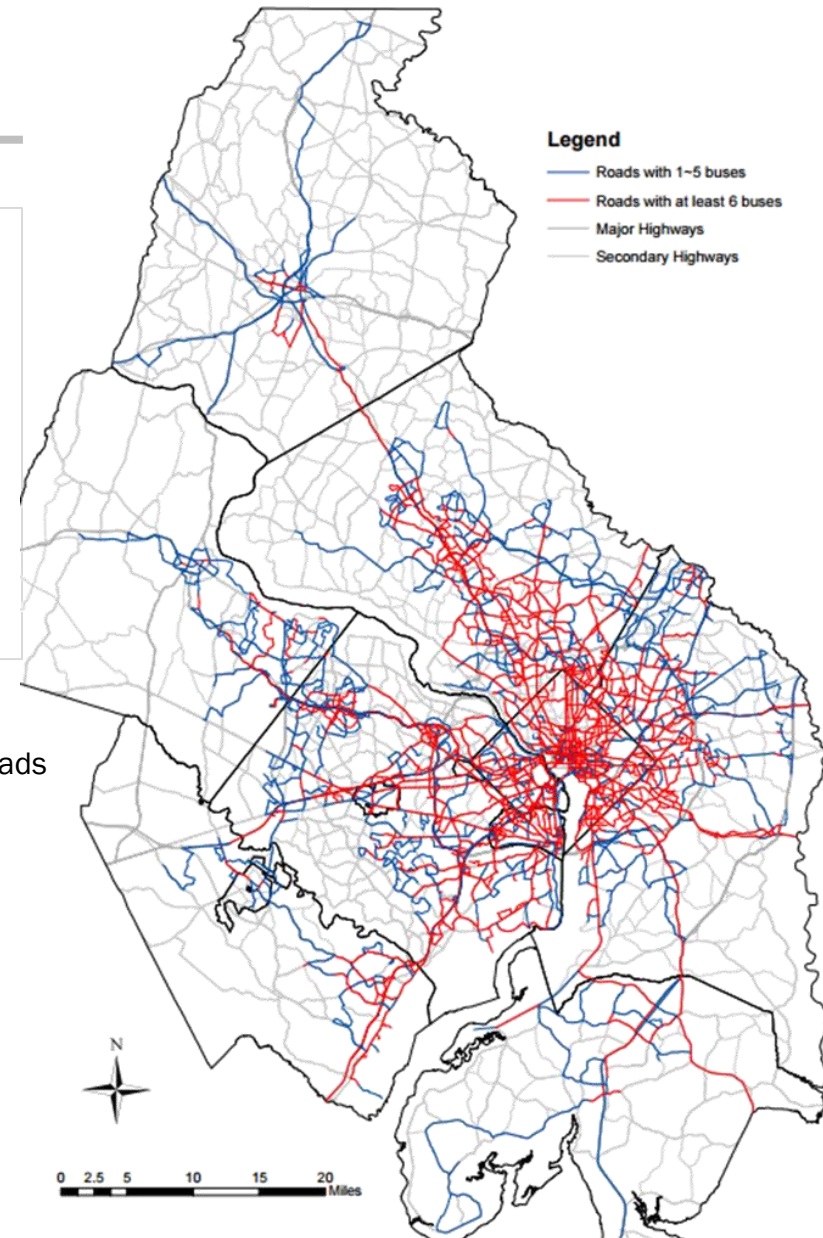 Legend
Roads with 1~5 buses
Roads with at least 6 buses
Major Highways
Secondary Highways
ads
N
0 2.5 5 10 15 20
Miles